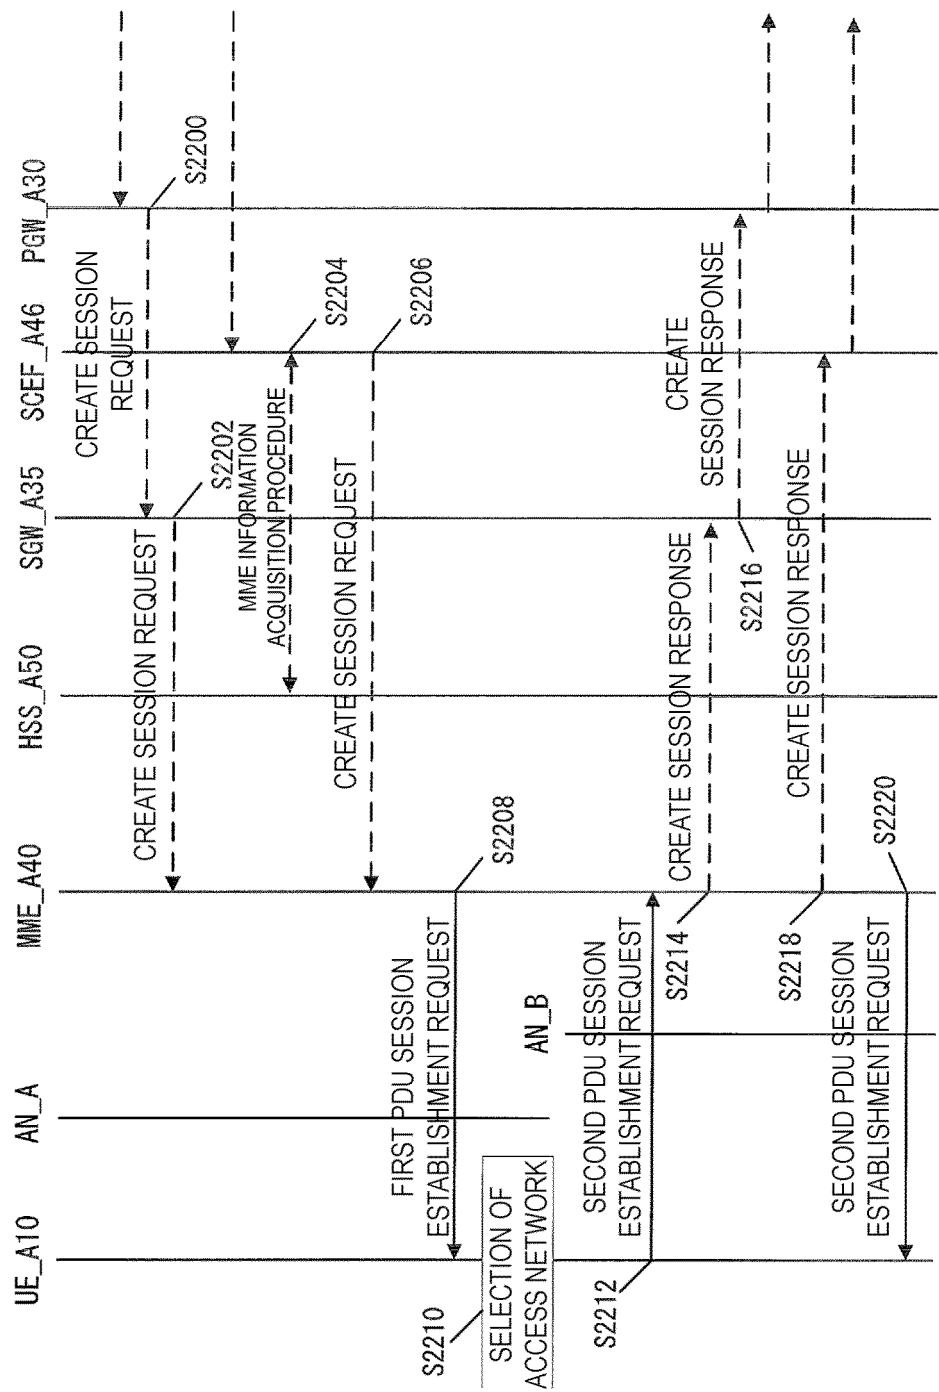 UE_A10
AN_A
MME_A40
HSS_A50
SGW_A35
SCEF_A46
PGW_A30
CREATE SESSION
REQUEST
S2200
CREATE SESSION REQUEST
S2202
MME INFORMATION
ACQUISITION PROCEDURE
S2204
CREATE SESSION REQUEST
S2206
FIRST PDU SESSION
ESTABLISHMENT REQUEST
S2208
S2210
SELECTION OF
ACCESS NETWORK
AN_B
SECOND PDU SESSION
ESTABLISHMENT REQUEST
S2212
CREATE SESSION RESPONSE
S2214
CREATE
SESSION RESPONSE
S2216
CREATE SESSION RESPONSE
S2218
SECOND PDU SESSION
ESTABLISHMENT REQUEST
S2220